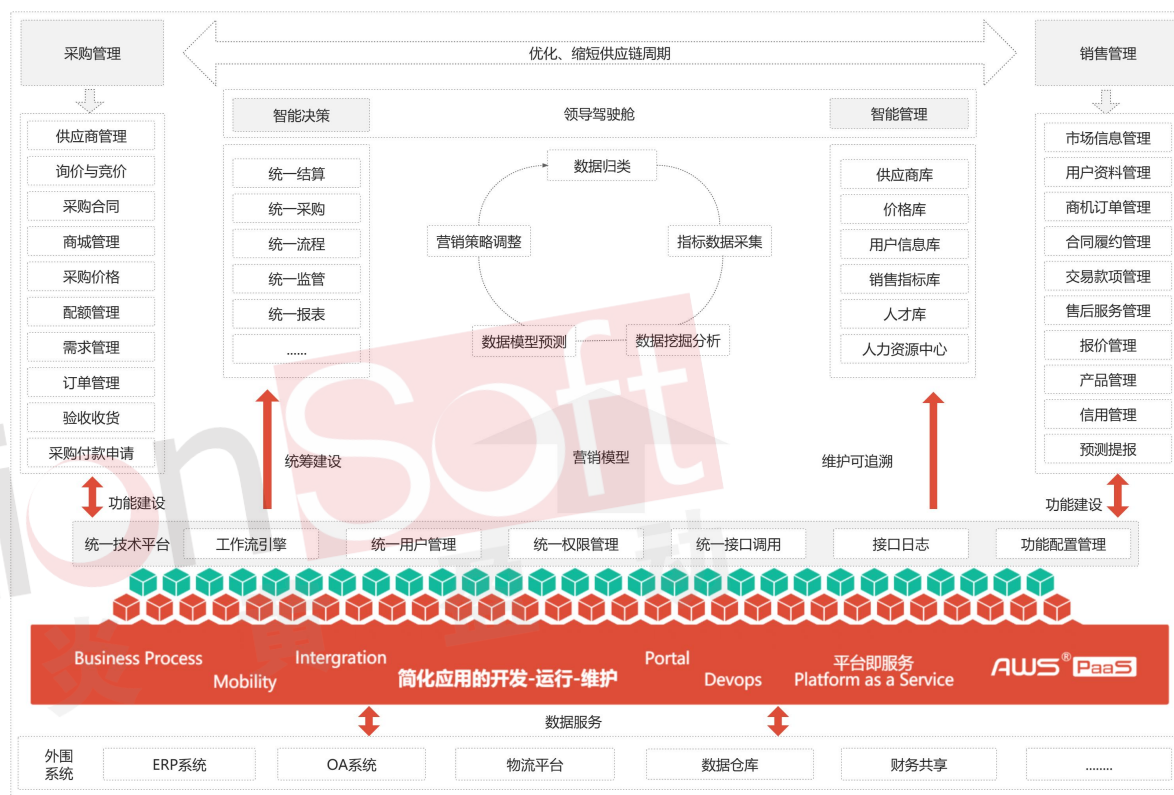 采购管理
优化、缩短供应链周期
销售管理
智能决策
领导驾驶舱
智能管理
供应商管理
询价与竞价
采购合同
商城管理
采购价格
配额管理
需求管理
订单管理
验收收货
采购付款申请
统一结算
统一采购
统一流程
统一监管
统一报表
......
数据归类
营销策略调整
指标数据采集
数据模型预测
数据挖掘分析
供应商库
价格库
用户信息库
销售指标库
人才库
人力资源中心
市场信息管理
用户资料管理
商机订单管理
合同履约管理
交易款项管理
售后服务管理
报价管理
产品管理
信用管理
预测提报
功能建设
统筹建设
营销模型
维护可追溯
功能建设
统一技术平台
工作流引擎
统一用户管理
统一权限管理
统一接口调用
接口日志
功能配置管理
Business Process
Mobility
Intergration
简化应用的开发-运行-维护
Portal
Devops
平台即服务
Platform as a Service
AWS® PaaS
数据服务
外围
系统
ERP系统
OA系统
物流平台
数据仓库
财务共享
........
ionSoft